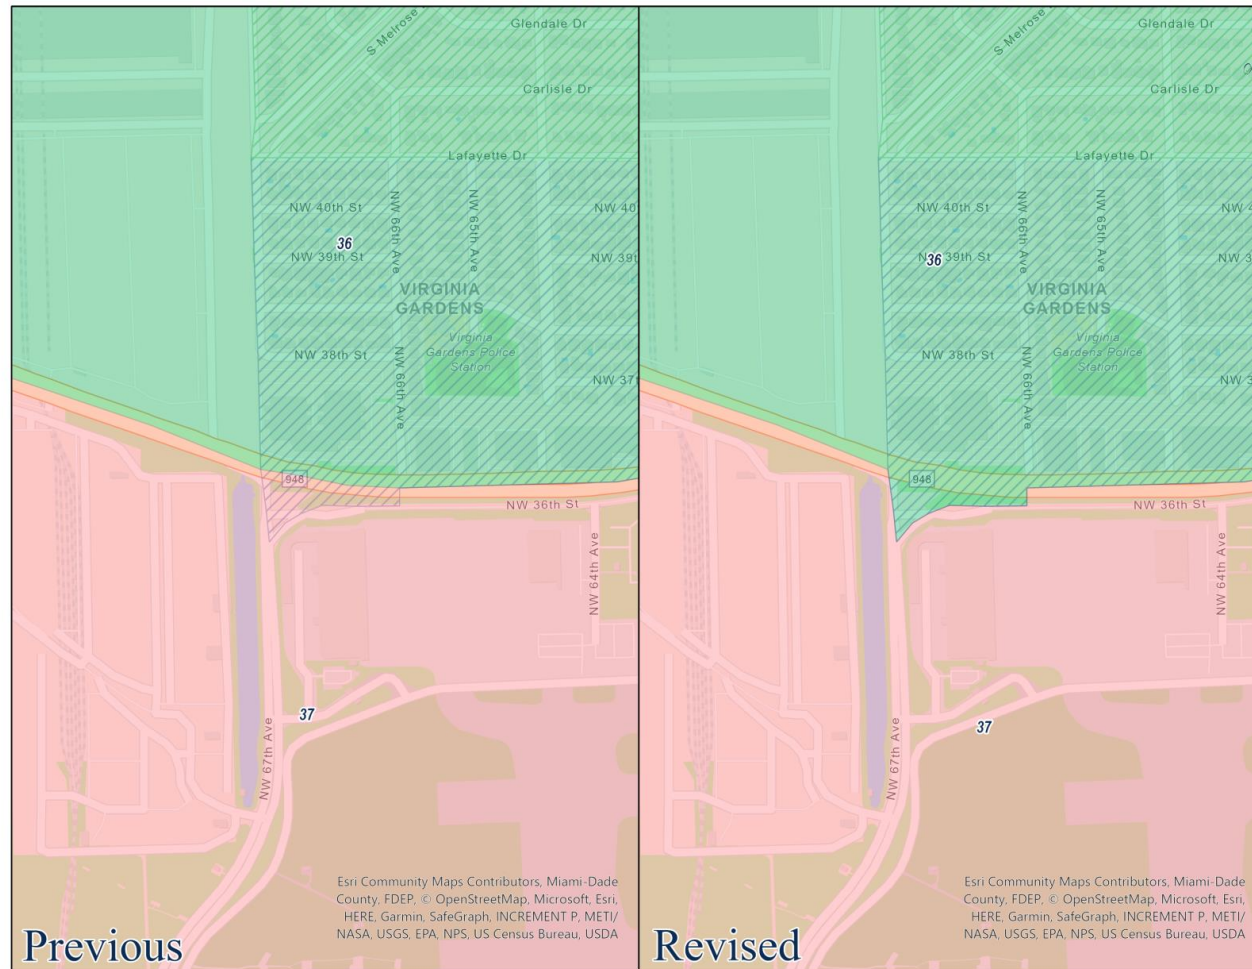 S Melrose
Glendale Dr
Carlisle Dr
Lafayette Dr
NW 40th St
NW 66th Ave
NW 65th Ave
NW 40
36
NW 39th St
NW 39t
VIRGINIA
GARDENS
Virginia
Gardens Police
Station
NW 38th St
NW 66th Ave
NW 37t
948
NW 36th St
NW 64th Ave
37
NW 67th Ave
Esri Community Maps Contributors, Miami-Dade
County, FDEP, © OpenStreetMap, Microsoft, Esri,
HERE, Garmin, SafeGraph, INCREMENT P, METI/
NASA, USGS, EPA, NPS, US Census Bureau, USDA
Previous
S Melrose
Glendale Dr
Carlisle Dr
Lafayette Dr
NW 40th St
NW 66th Ave
NW 65th Ave
NW 4
36
NW 39th St
NW 3
VIRGINIA
GARDENS
Virginia
Gardens Police
Station
NW 38th St
NW 66th Ave
NW 3
948
NW 36th St
NW 64th Ave
37
NW 67th Ave
Esri Community Maps Contributors, Miami-Dade
County, FDEP, © OpenStreetMap, Microsoft, Esri,
HERE, Garmin, SafeGraph, INCREMENT P, METI/
NASA, USGS, EPA, NPS, US Census Bureau, USDA
Revised